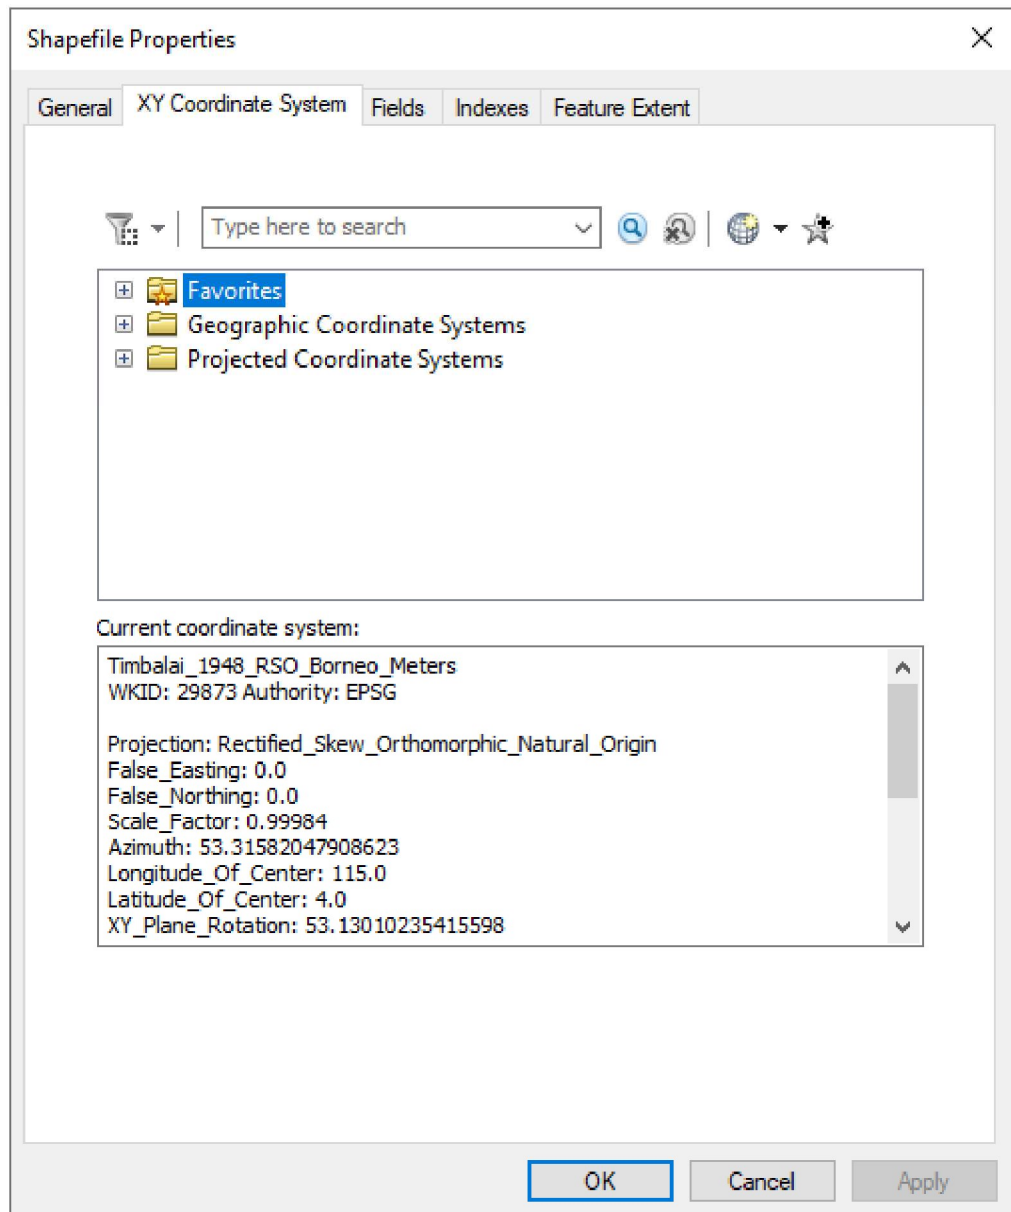 Shapefile Properties
General XY Coordinate System Fields Indexes Feature Extent
Type here to search
Favorites
Geographic Coordinate Systems
Projected Coordinate Systems
Current coordinate system:
Timbalai_1948_RSO_Borneo_Meters
WKID: 29873 Authority: EPSG
Projection: Rectified_Skew_Orthomorphic_Natural_Origin
False_Easting: 0.0
False_Northing: 0.0
Scale_Factor: 0.99984
Azimuth: 53.31582047908623
Longitude_Of_Center: 115.0
Latitude_Of_Center: 4.0
XY_Plane_Rotation: 53.13010235415598
OK Cancel Apply